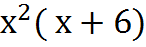 x²( x + 6)